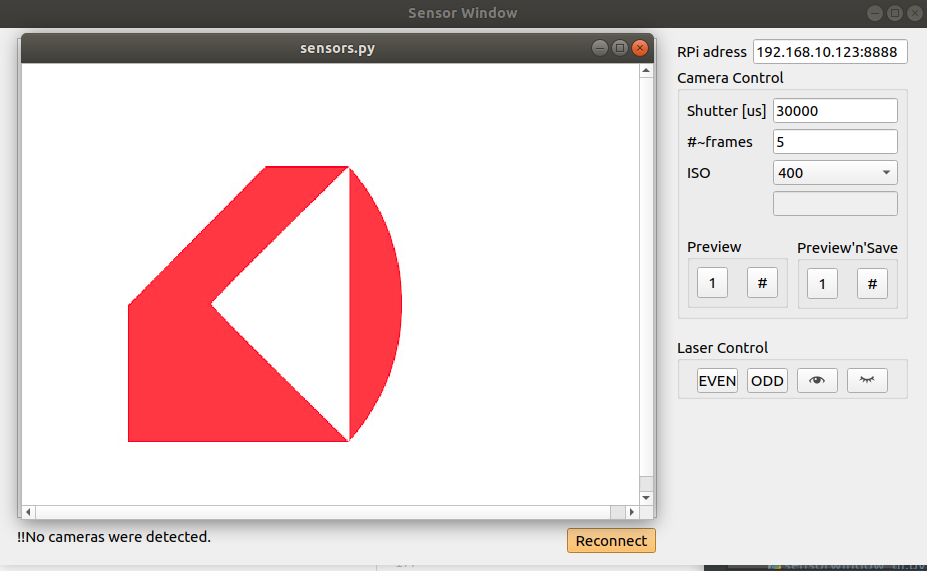 Sensor Window
sensors.py
RPi adress 192.168.10.123:8888
Camera Control
Shutter [us] 30000
#~frames 5
ISO 400
Preview Preview'n'Save
1 # 1 #
Laser Control
EVEN ODD
!!No cameras were detected.
Reconnect